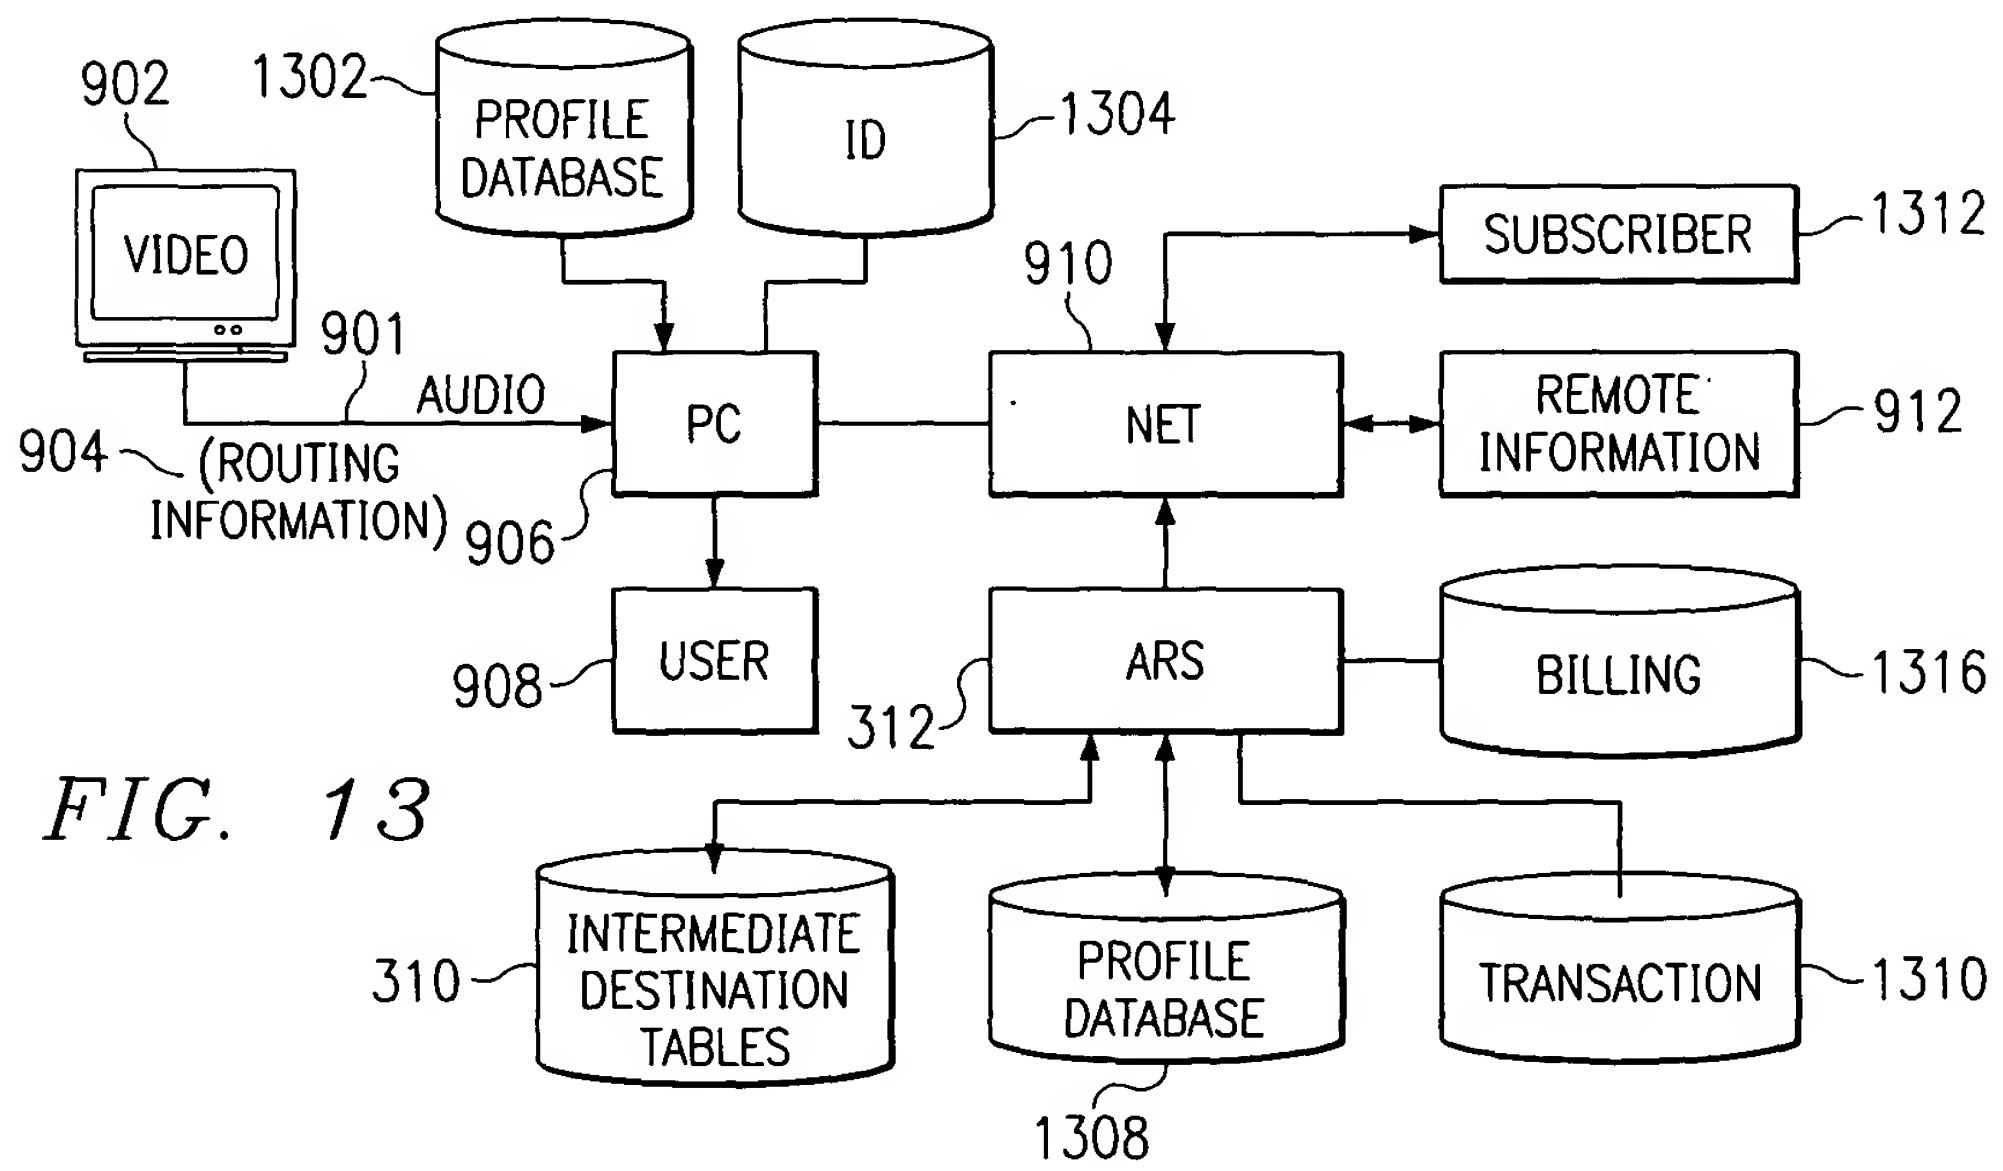 1302
PROFILE
DATABASE
ID
1304
902
VIDEO
901
AUDIO
904
(ROUTING
INFORMATION)
PC
906
USER
908
910
NET
SUBSCRIBER
1312
REMOTE
INFORMATION
912
ARS
312
BILLING
1316
FIG. 13
INTERMEDIATE
DESTINATION
TABLES
310
PROFILE
DATABASE
1308
TRANSACTION
1310